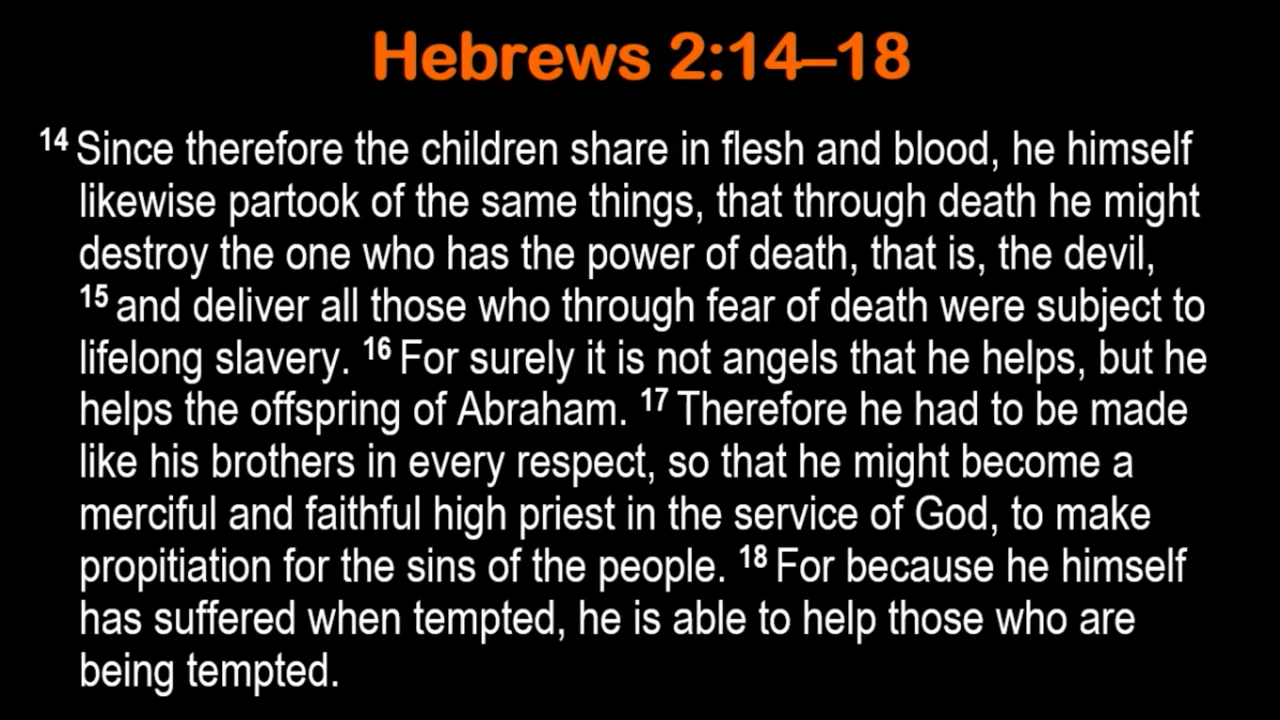 Hebrews 2:14–18
14 Since therefore the children share in flesh and blood, he himself
likewise partook of the same things, that through death he might
destroy the one who has the power of death, that is, the devil,
15 and deliver all those who through fear of death were subject to
lifelong slavery. 16 For surely it is not angels that he helps, but he
helps the offspring of Abraham. 17 Therefore he had to be made
like his brothers in every respect, so that he might become a
merciful and faithful high priest in the service of God, to make
propitiation for the sins of the people. 18 For because he himself
has suffered when tempted, he is able to help those who are
being tempted.